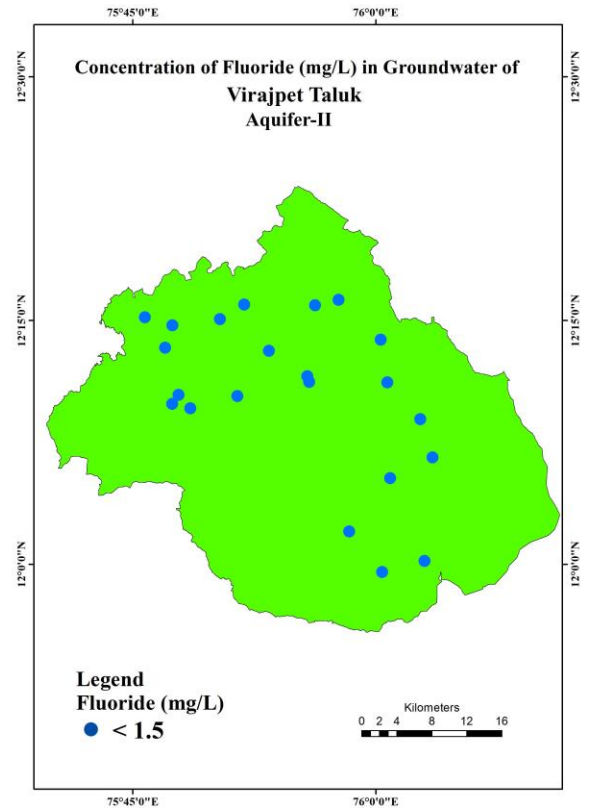 75°45'0"E 76°0'0"E
Concentration of Fluoride (mg/L) in Groundwater of
Virajpet Taluk
Aquifer-II
12°30'0"N 12°30'0"N
12°15'0"N 12°15'0"N
12°0'0"N 12°0'0"N
Legend
Fluoride (mg/L)
< 1.5
Kilometers
0 2 4 8 12 16
75°45'0"E 76°0'0"E